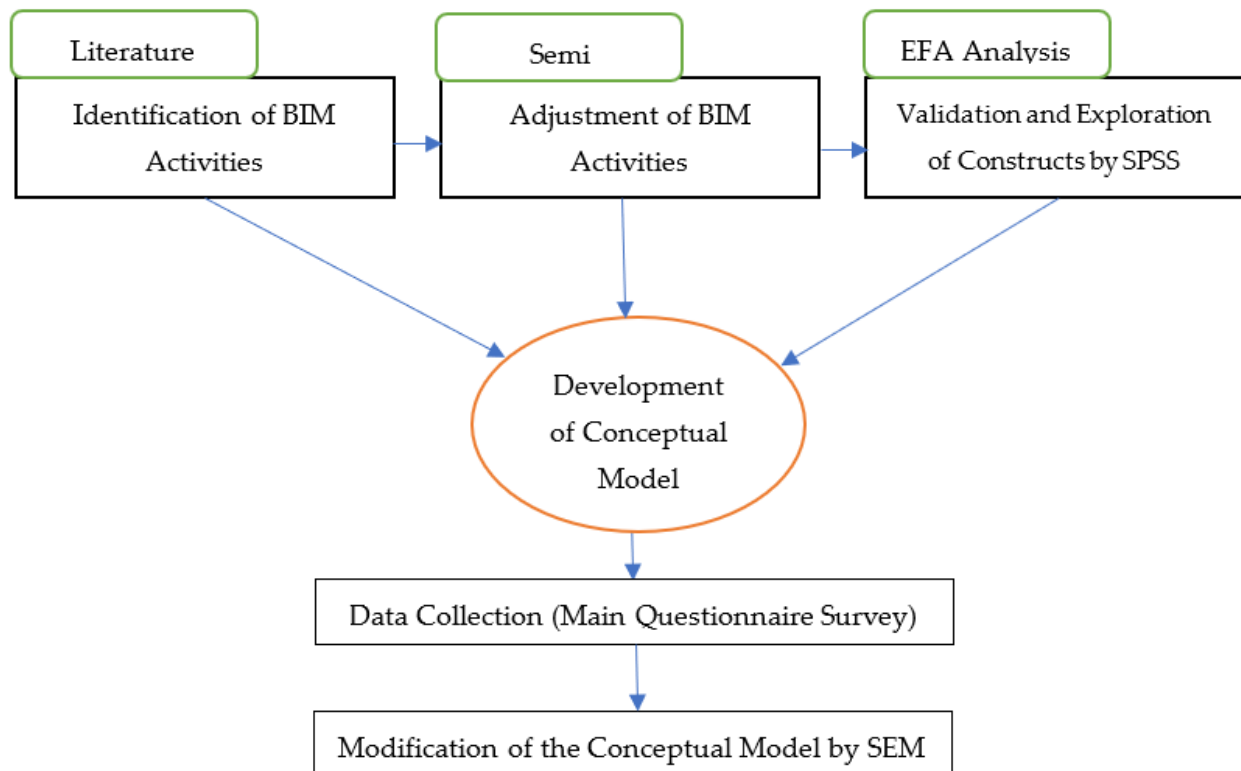 Literature
Identification of BIM
Activities
Semi
Adjustment of BIM
Activities
EFA Analysis
Validation and Exploration
of Constructs by SPSS
Development
of Conceptual
Model
Data Collection (Main Questionnaire Survey)
Modification of the Conceptual Model by SEM